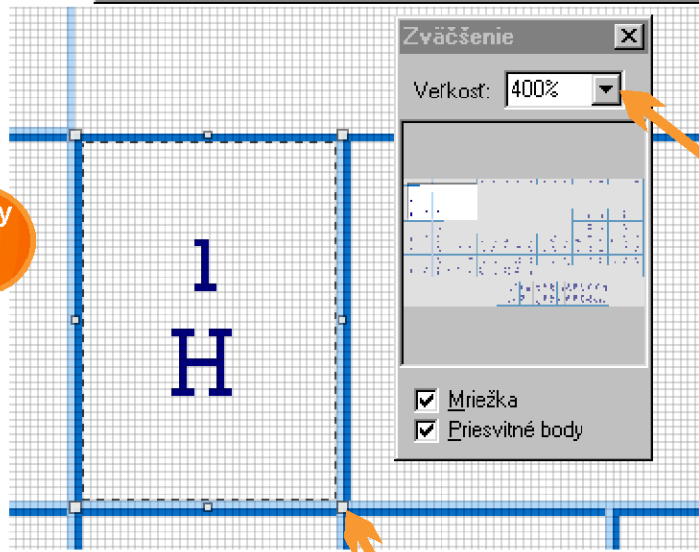 Zväčšenie
Veľkosť: 400%
y
1
H
Mriežka
Priesvitné body